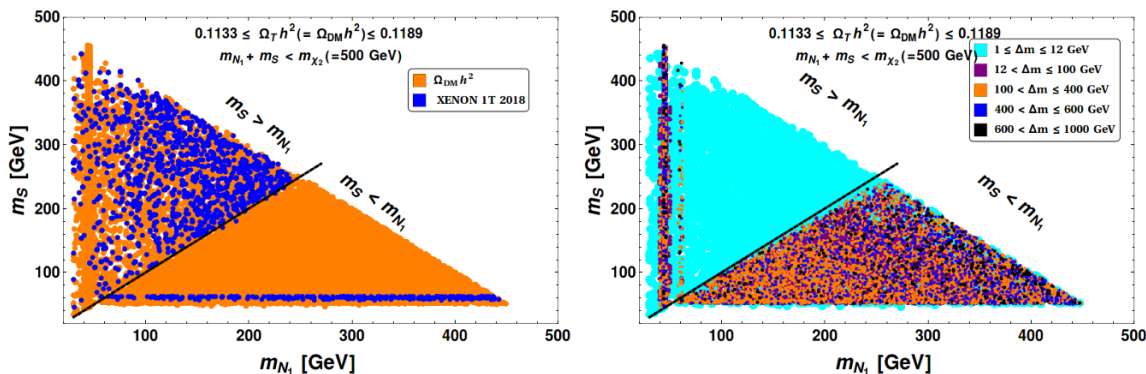 0.1133 ≤ Ω_T h²(= Ω_DM h²) ≤ 0.1189
m_N₁ + m_S < m_χ₂(=500 GeV)
Ω_DM h²
XENON 1T 2018
m_S > m_N₁
m_S < m_N₁
m_S [GeV]
400
300
200
100
100
200
300
400
500
m_N₁ [GeV]
0.1133 ≤ Ω_T h²(= Ω_DM h²) ≤ 0.1189
m_N₁ + m_S < m_χ₂(=500 GeV)
1 ≤ Δm ≤ 12 GeV
12 < Δm ≤ 100 GeV
100 < Δm ≤ 400 GeV
400 < Δm ≤ 600 GeV
600 < Δm ≤ 1000 GeV
m_S > m_N₁
m_S < m_N₁
m_S [GeV]
400
300
200
100
100
200
300
400
500
m_N₁ [GeV]